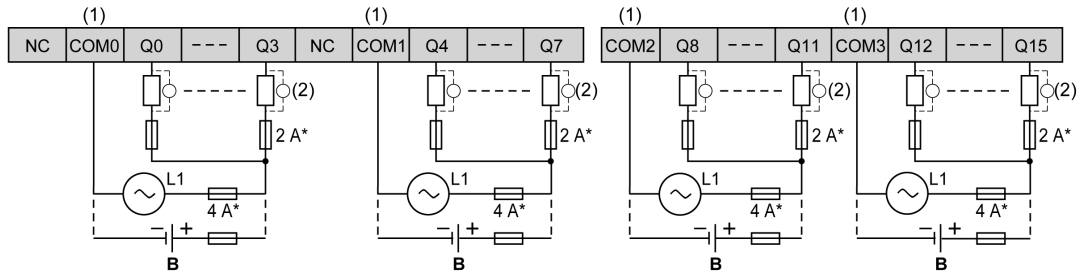 (1) (1) (1) (1)
NC COM0 Q0 --- Q3 NC COM1 Q4 --- Q7 COM2 Q8 --- Q11 COM3 Q12 --- Q15
(2) (2) (2) (2)
2 A* 2 A* 2 A* 2 A*
L1 L1 L1 L1
4 A* 4 A* 4 A* 4 A*
− + − + − + − +
B B B B